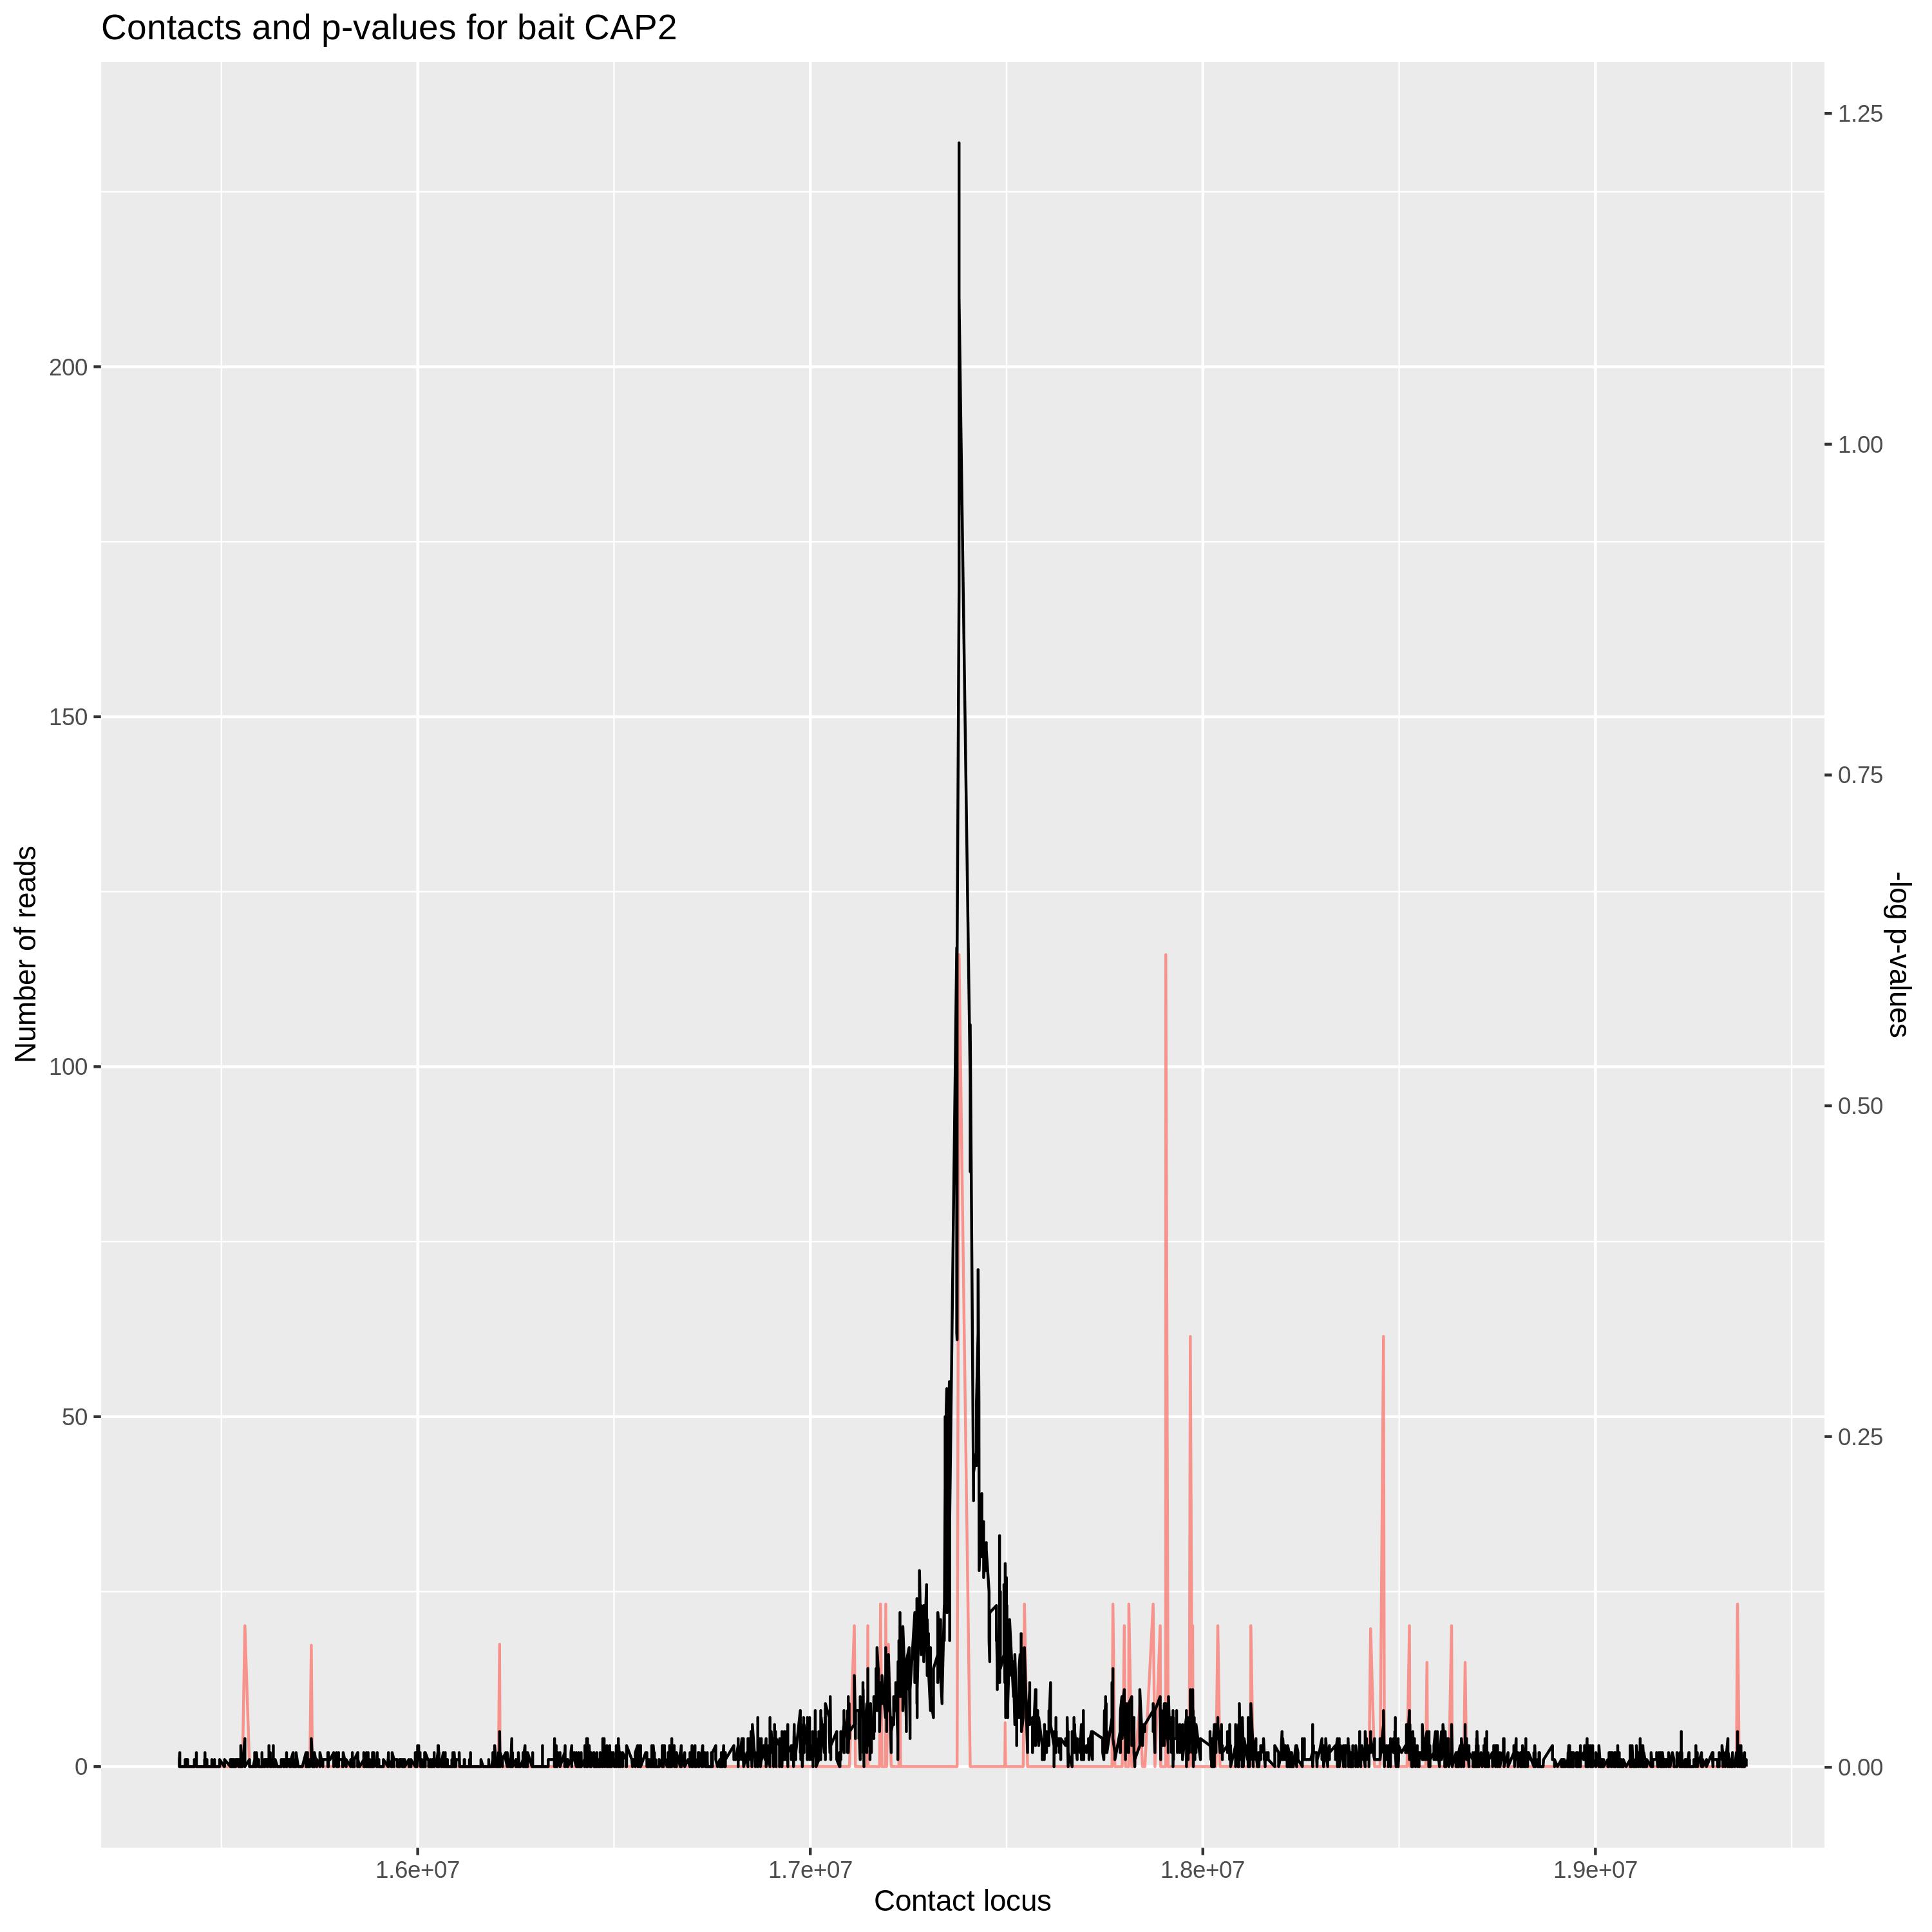 Contacts and p-values for bait CAP2
1.25
200
1.00
150
0.75
Number of reads
-log p-values
100
0.50
50
0.25
0
0.00
1.6e+07 1.7e+07 1.8e+07 1.9e+07
Contact locus